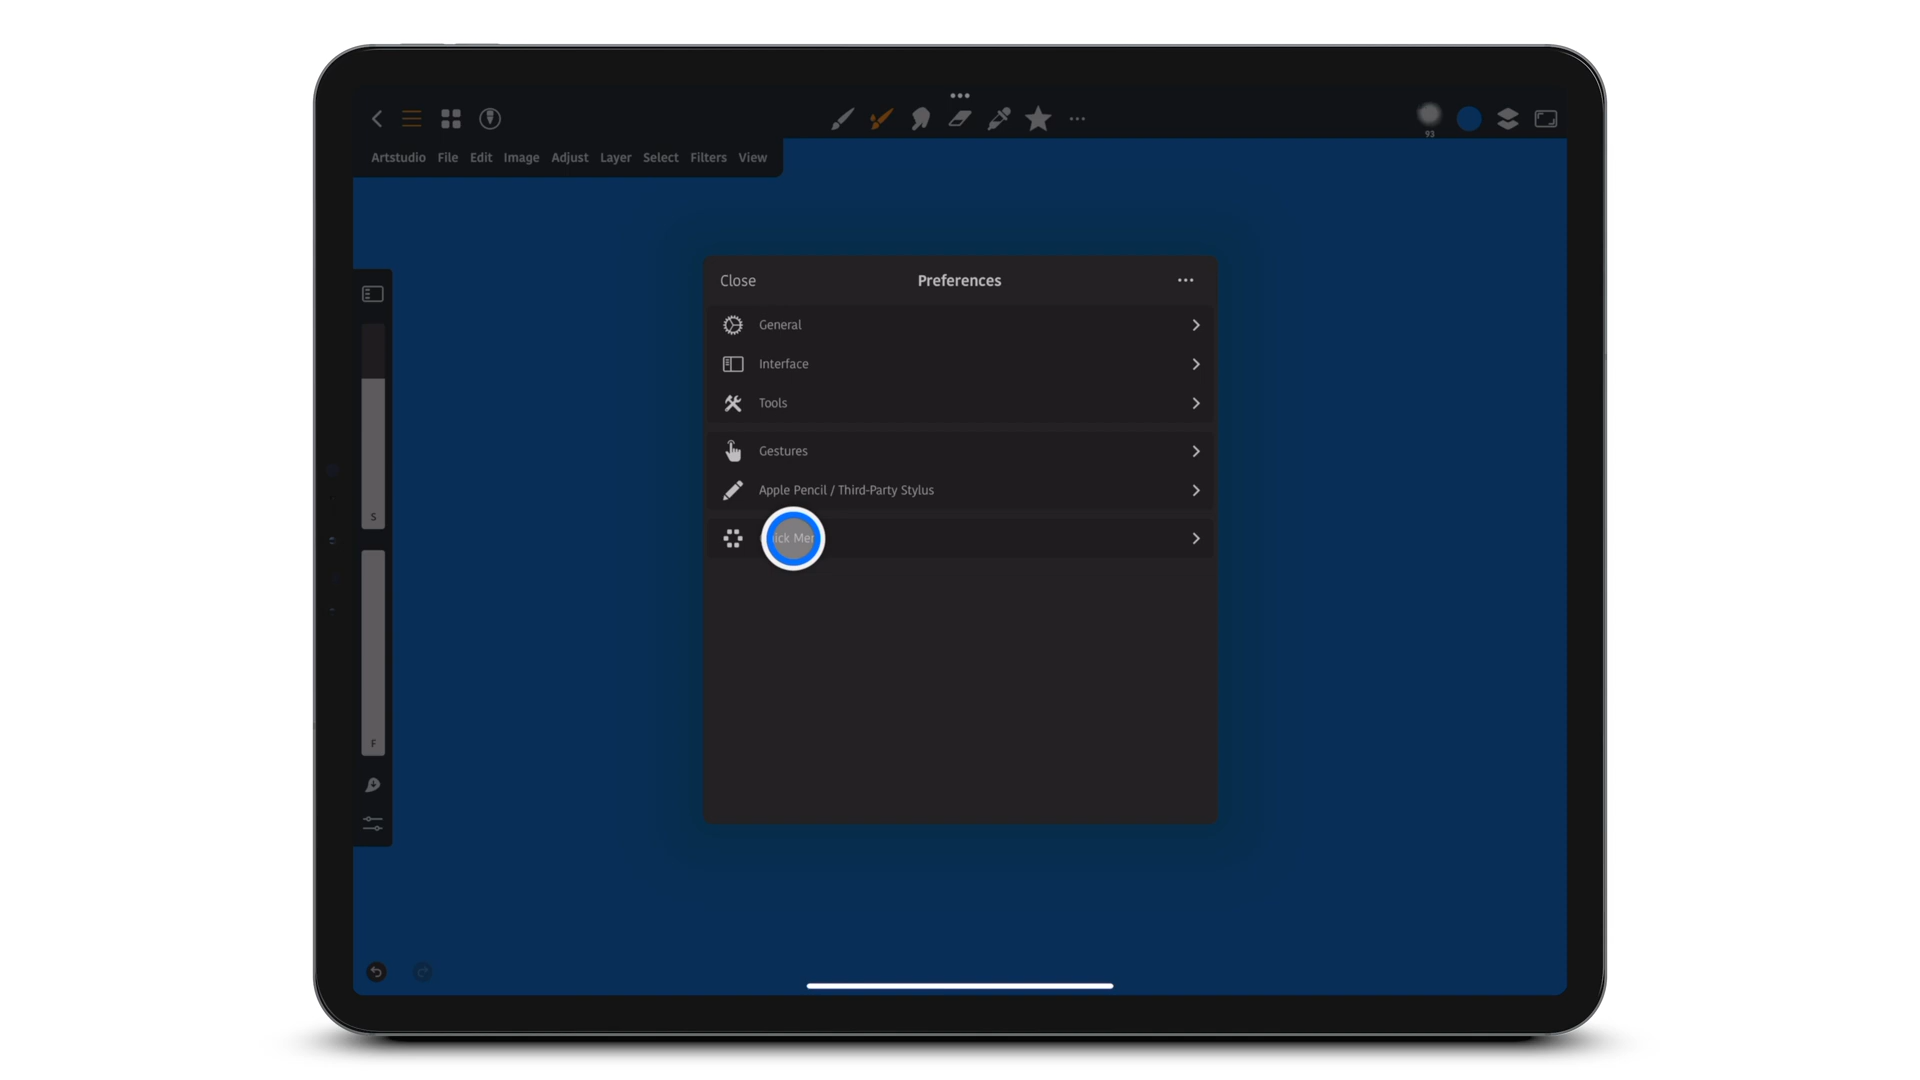 93
Artstudio File Edit Image Adjust Layer Select Filters View
Close Preferences
General
Interface
Tools
Gestures
Apple Pencil / Third-Party Stylus
S
F